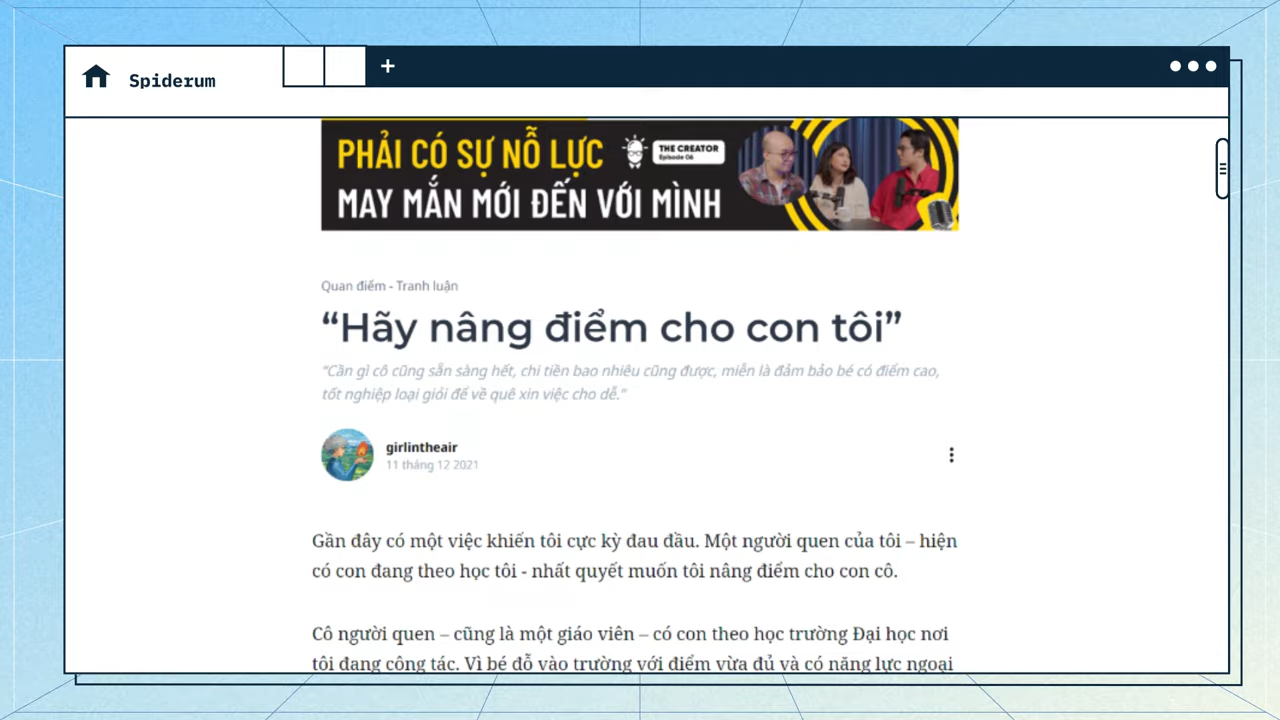 Spiderum
PHẢI CÓ SỰ NỖ LỰC
THE CREATOR
Episode 06
MAY MẮN MỚI ĐẾN VỚI MÌNH
Quan điểm - Tranh luận
“Hãy nâng điểm cho con tôi”
“Cần gì cô cũng sẵn sàng hết, chi tiền bao nhiêu cũng được, miễn là đảm bảo bé có điểm cao,
tốt nghiệp loại giỏi để về quê xin việc cho dễ.”
girlintheair
11 tháng 12 2021
Gần đây có một việc khiến tôi cực kỳ đau đầu. Một người quen của tôi – hiện
có con đang theo học tôi - nhất quyết muốn tôi nâng điểm cho con cô.
Cô người quen – cũng là một giáo viên – có con theo học trường Đại học nơi
tôi đang công tác. Vì bé đỗ vào trường với điểm vừa đủ và có năng lực ngoại